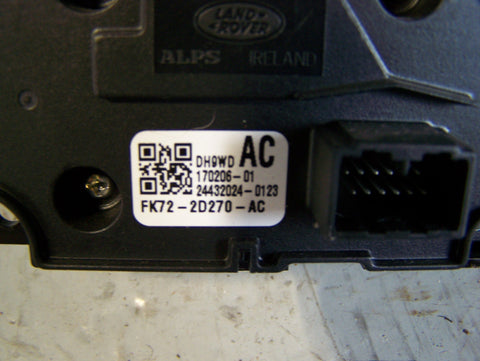 LAND
ROVER
ALPS IRELAND
DH9WD AC
170206-01
24432024-0123
FK72-2D270-AC